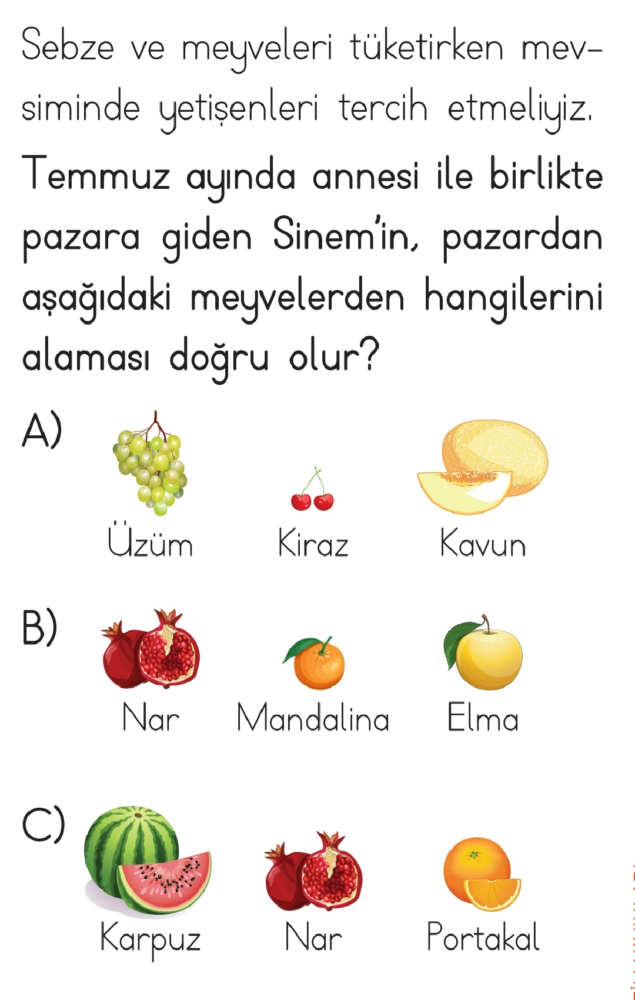 Sebze ve meyveleri tüketirken mev-
siminde yetişenleri tercih etmeliyiz.
Temmuz ayında annesi ile birlikte
pazara giden Sinem'in, pazardan
aşağıdaki meyvelerden hangilerini
alaması doğru olur?
A)
Üzüm Kiraz Kavun
B)
Nar Mandalina Elma
C)
Karpuz Nar Portakal